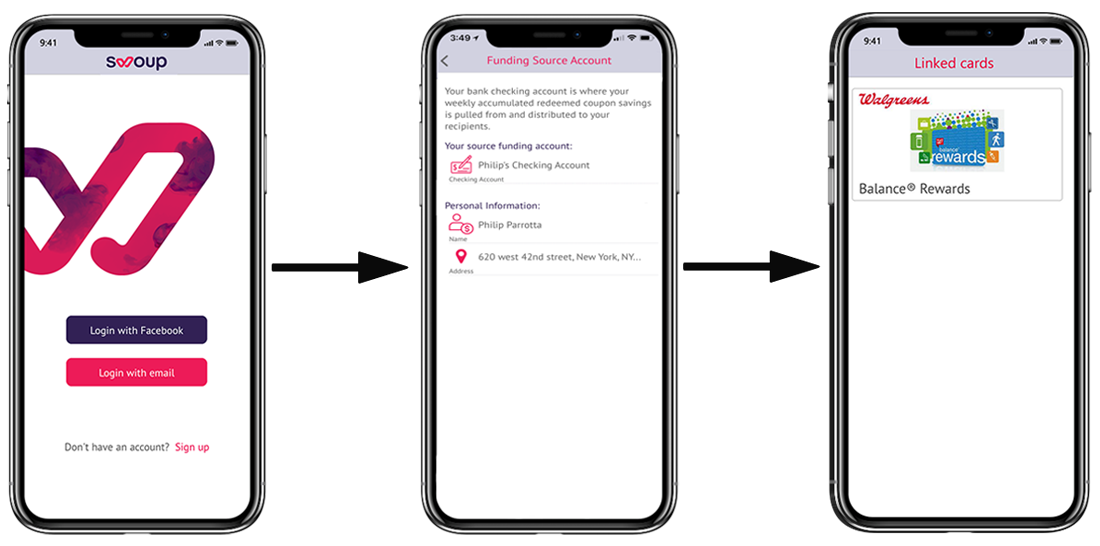 9:41
swoup
Login with Facebook
Login with email
Don't have an account? Sign up
3:49
Funding Source Account
Your bank checking account is where your
weekly accumulated redeemed coupon savings
is pulled from and distributed to your
recipients.
Your source funding account:
Philip's Checking Account
Checking Account
Personal Information:
Philip Parrotta
Name
620 west 42nd street, New York, NY...
Address
9:41
Linked cards
Walgreens
balance®
rewards
Balance® Rewards